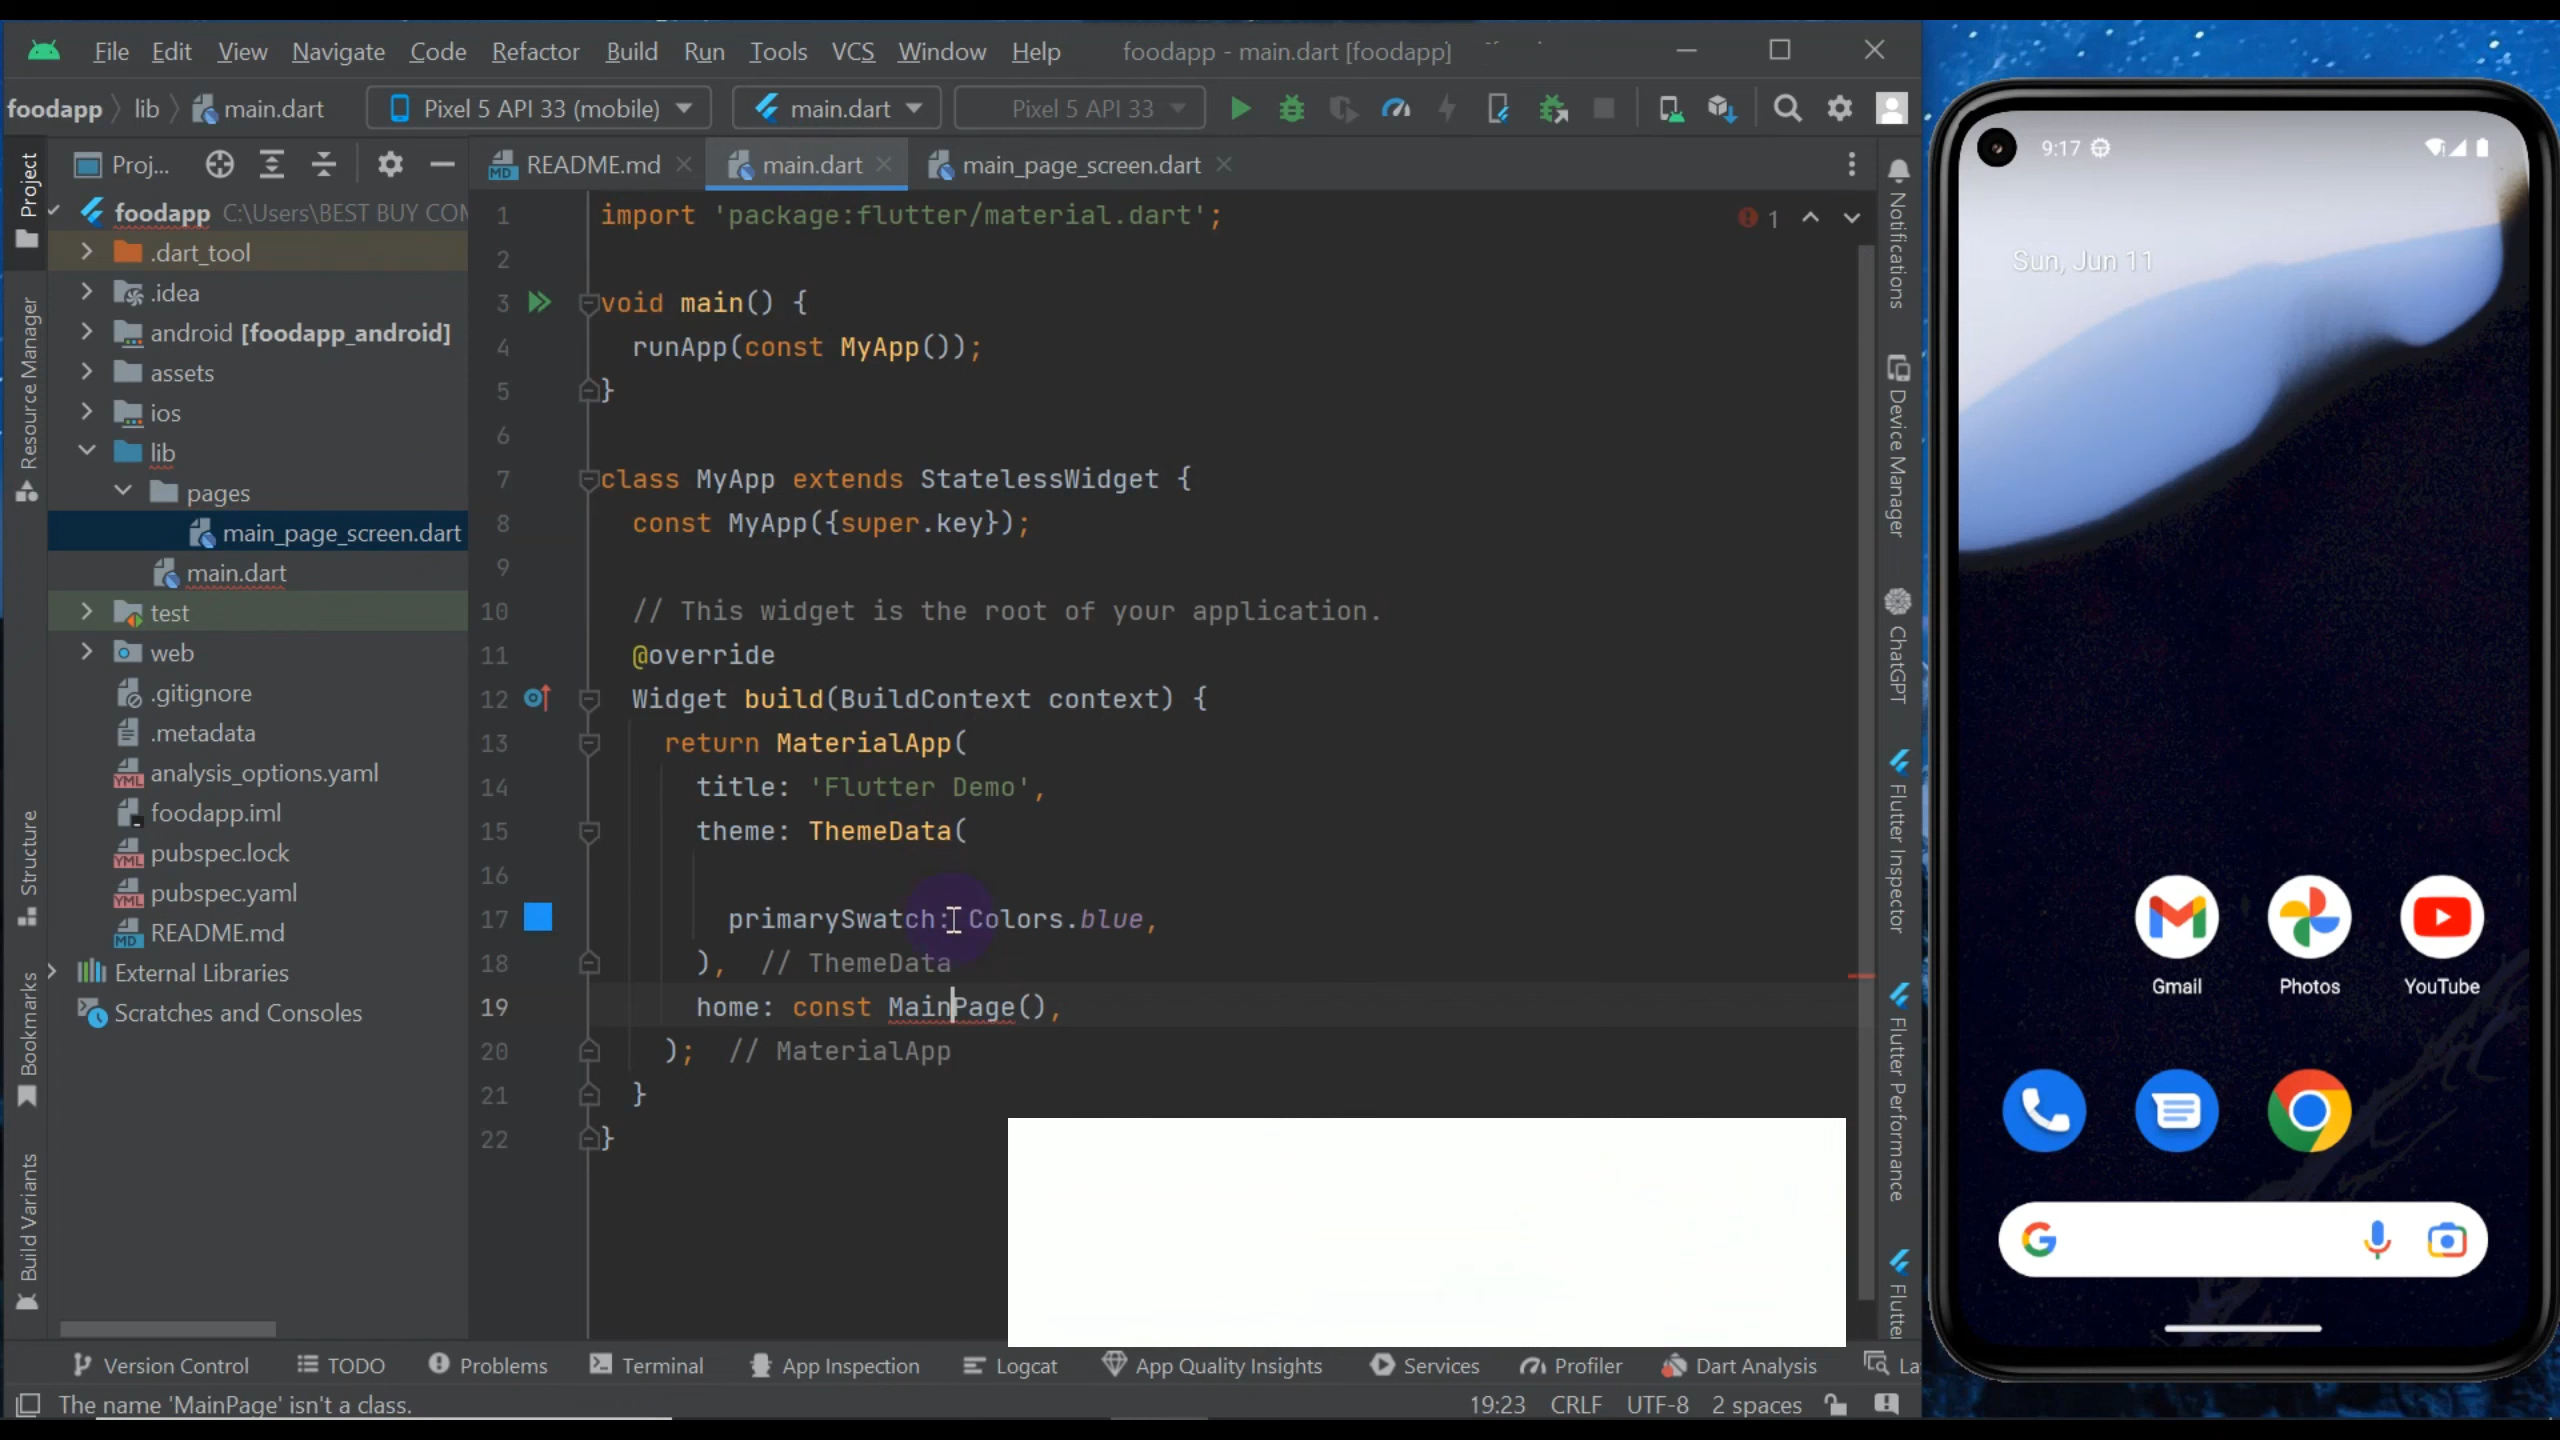 File Edit View Navigate Code Refactor Build Run Tools VCS Window Help foodapp - main.dart [foodapp]
foodapp lib main.dart Pixel 5 API 33 (mobile) main.dart Pixel 5 API 33
Proj... README.md main.dart main_page_screen.dart
Project
Resource Manager
Structure
Bookmarks
Build Variants
foodapp C:\Users\BEST BUY COM
.dart_tool
.idea
android [foodapp_android]
assets
ios
lib
pages
main_page_screen.dart
main.dart
test
web
.gitignore
.metadata
analysis_options.yaml
foodapp.iml
pubspec.lock
pubspec.yaml
README.md
External Libraries
Scratches and Consoles
1 import 'package:flutter/material.dart'; 1
2
3 void main() {
4 runApp(const MyApp());
5 }
6
7 class MyApp extends StatelessWidget {
8 const MyApp({super.key});
9
10 // This widget is the root of your application.
11 @override
12 Widget build(BuildContext context) {
13 return MaterialApp(
14 title: 'Flutter Demo',
15 theme: ThemeData(
16
17 primarySwatch: Colors.blue,
18 ), // ThemeData
19 home: const MainPage(),
20 ); // MaterialApp
21 }
22 }
Notifications
Device Manager
ChatGPT
Flutter Inspector
Flutter Performance
Flutter
9:17
Sun, Jun 11
Gmail Photos YouTube
Version Control TODO Problems Terminal App Inspection Logcat App Quality Insights Services Profiler Dart Analysis La
The name 'MainPage' isn't a class. 19:23 CRLF UTF-8 2 spaces